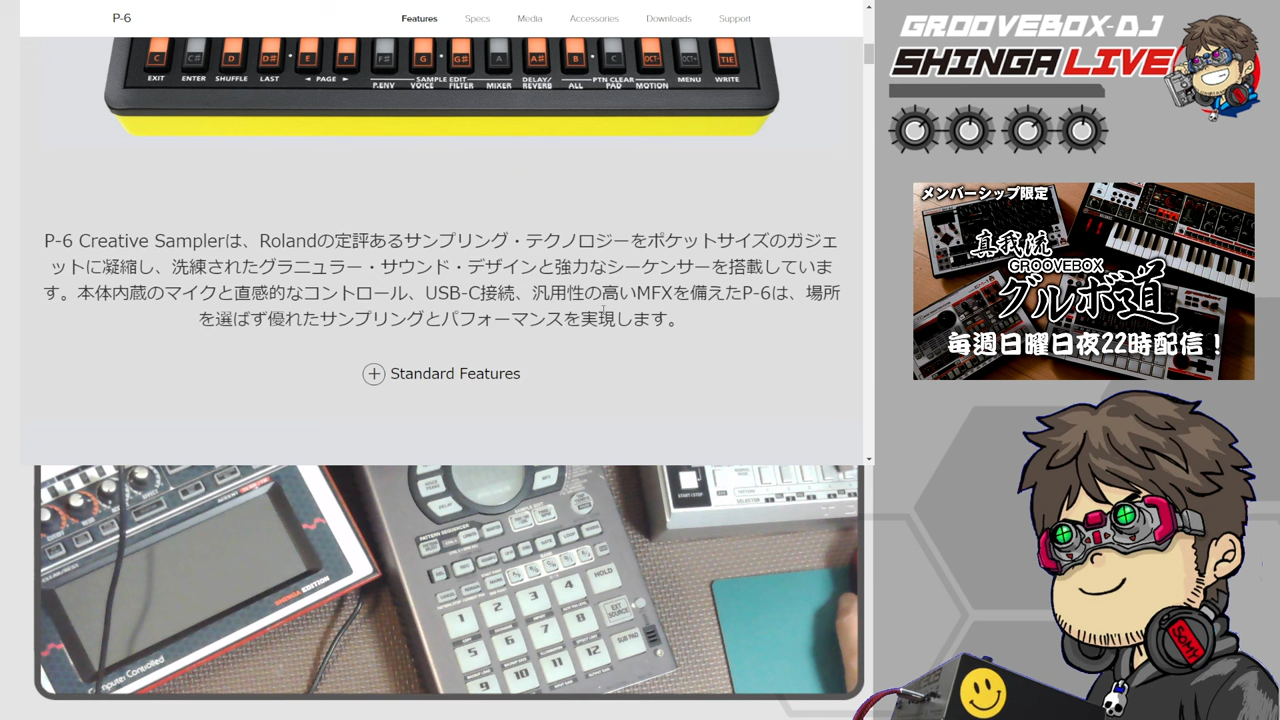 P-6
Features
Specs
Media
Accessories
Downloads
Support
C C# D D# E F F# G G# A A# B C OCT- OCT+ TIE
EXIT ENTER SHUFFLE LAST ◄ PAGE ► SAMPLE EDIT DELAY/ PTN CLEAR MENU WRITE
P.ENV VOICE FILTER MIXER REVERB ALL PAD MOTION
P-6 Creative Samplerは、Rolandの定評あるサンプリング・テクノロジーをポケットサイズのガジェ
ットに凝縮し、洗練されたグラニュラー・サウンド・デザインと強力なシーケンサーを搭載していま
す。本体内蔵のマイクと直感的なコントロール、USB-C接続、汎用性の高いMFXを備えたP-6は、場所
を選ばず優れたサンプリングとパフォーマンスを実現します。
Standard Features
GROOVEBOX-DJ
SHINGA LIVE
メンバーシップ限定
真我流
GROOVEBOX
グルボ道
毎週日曜日夜22時配信！
START/STOP
PATTERN SEQUENCER
HOLD
EXT
SOURCE
SUB PAD
1 2 3 4
5 6 7 8
9 10 11 12
SHINGA EDITION
mputer Controlled